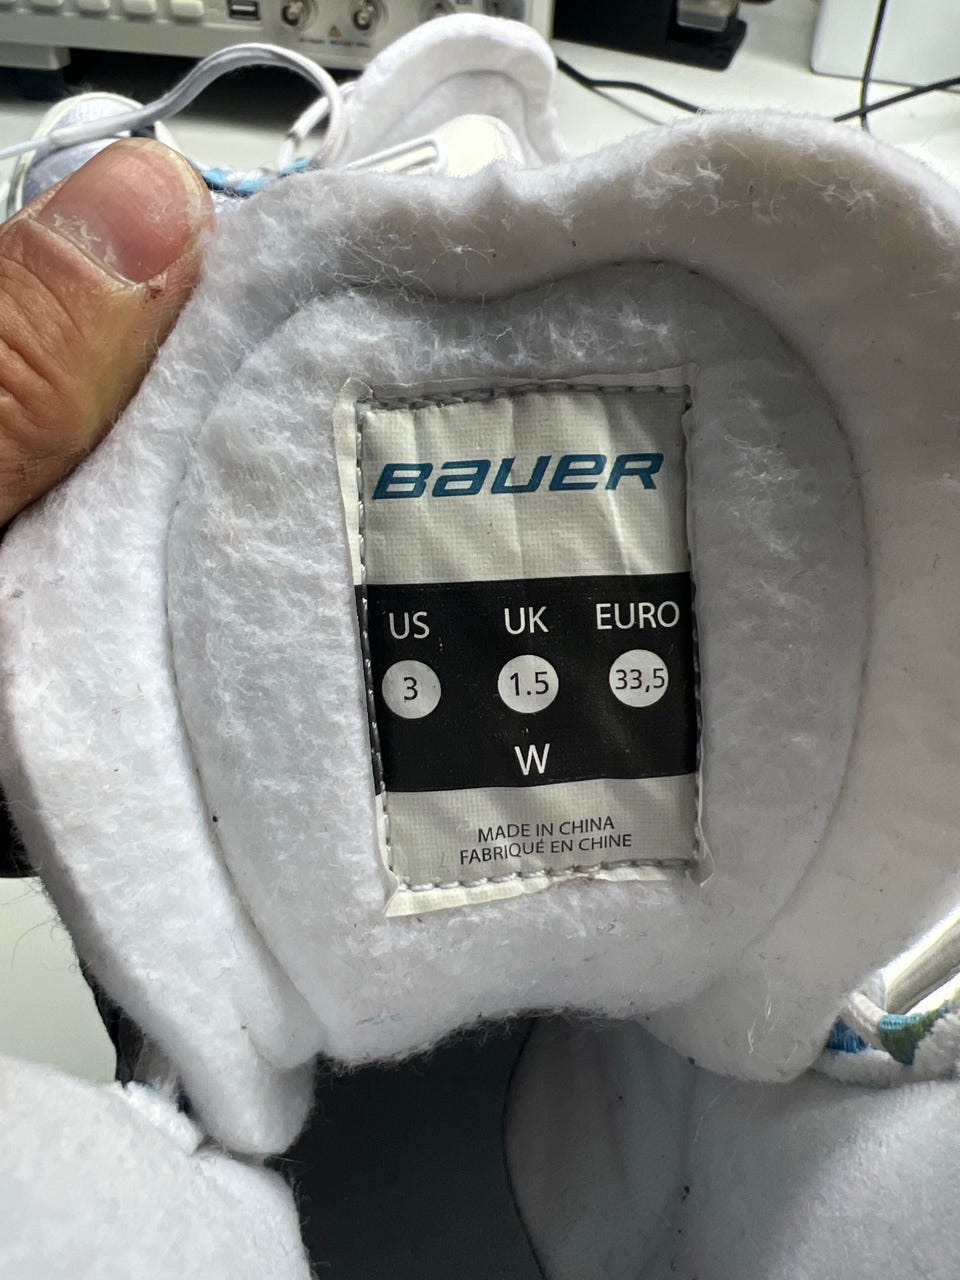 BAUER
US UK EURO
3 1.5 33,5
W
MADE IN CHINA
FABRIQUÉ EN CHINE